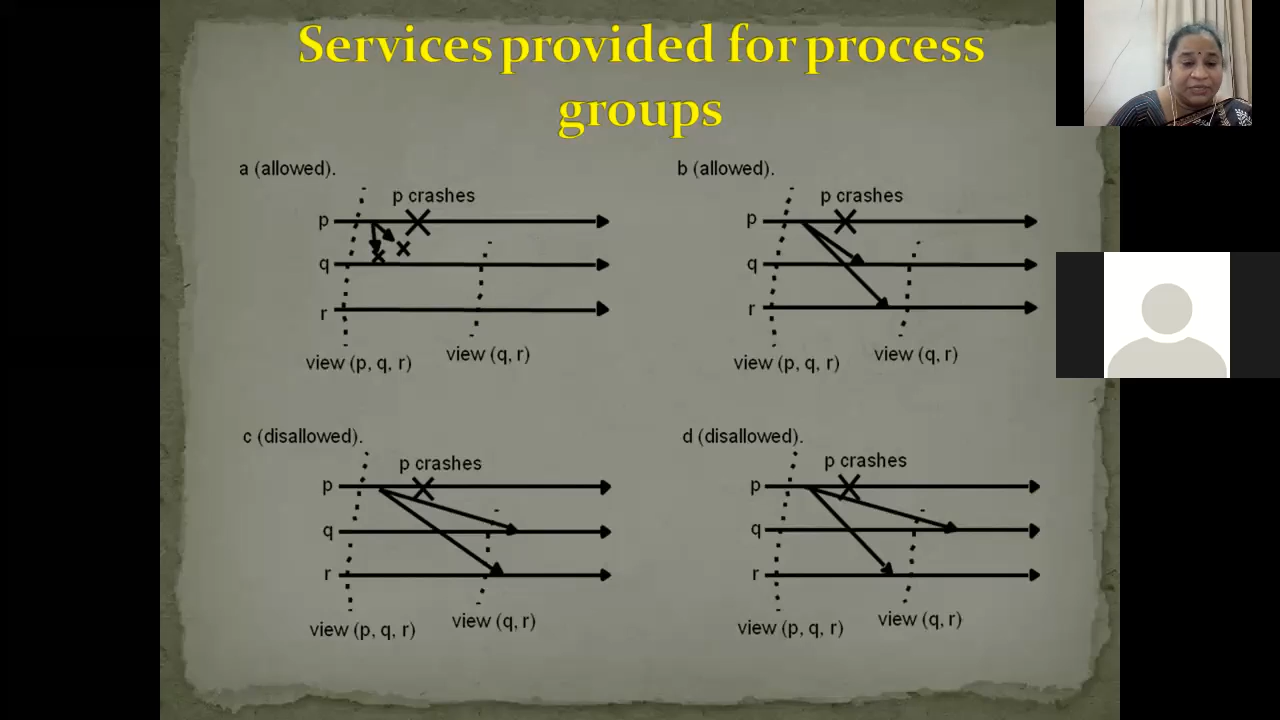 Services provided for process
groups
a (allowed).
p crashes
p
q
r
view (p, q, r)
view (q, r)
b (allowed).
p crashes
p
q
r
view (p, q, r)
view (q, r)
c (disallowed).
p crashes
p
q
r
view (p, q, r)
view (q, r)
d (disallowed).
p crashes
p
q
r
view (p, q, r)
view (q, r)